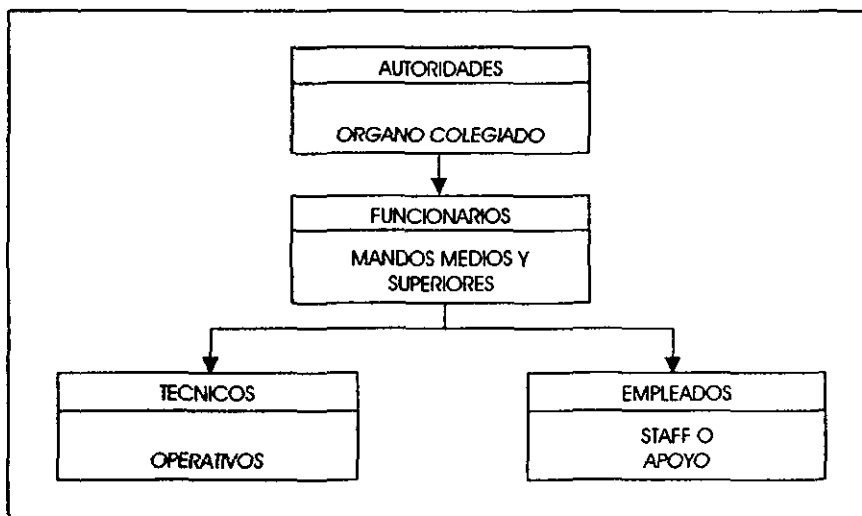 AUTORIDADES
ORGANO COLEGIADO
FUNCIONARIOS
MANDOS MEDIOS Y
SUPERIORES
TECNICOS
OPERATIVOS
EMPLEADOS
STAFF O
APOYO